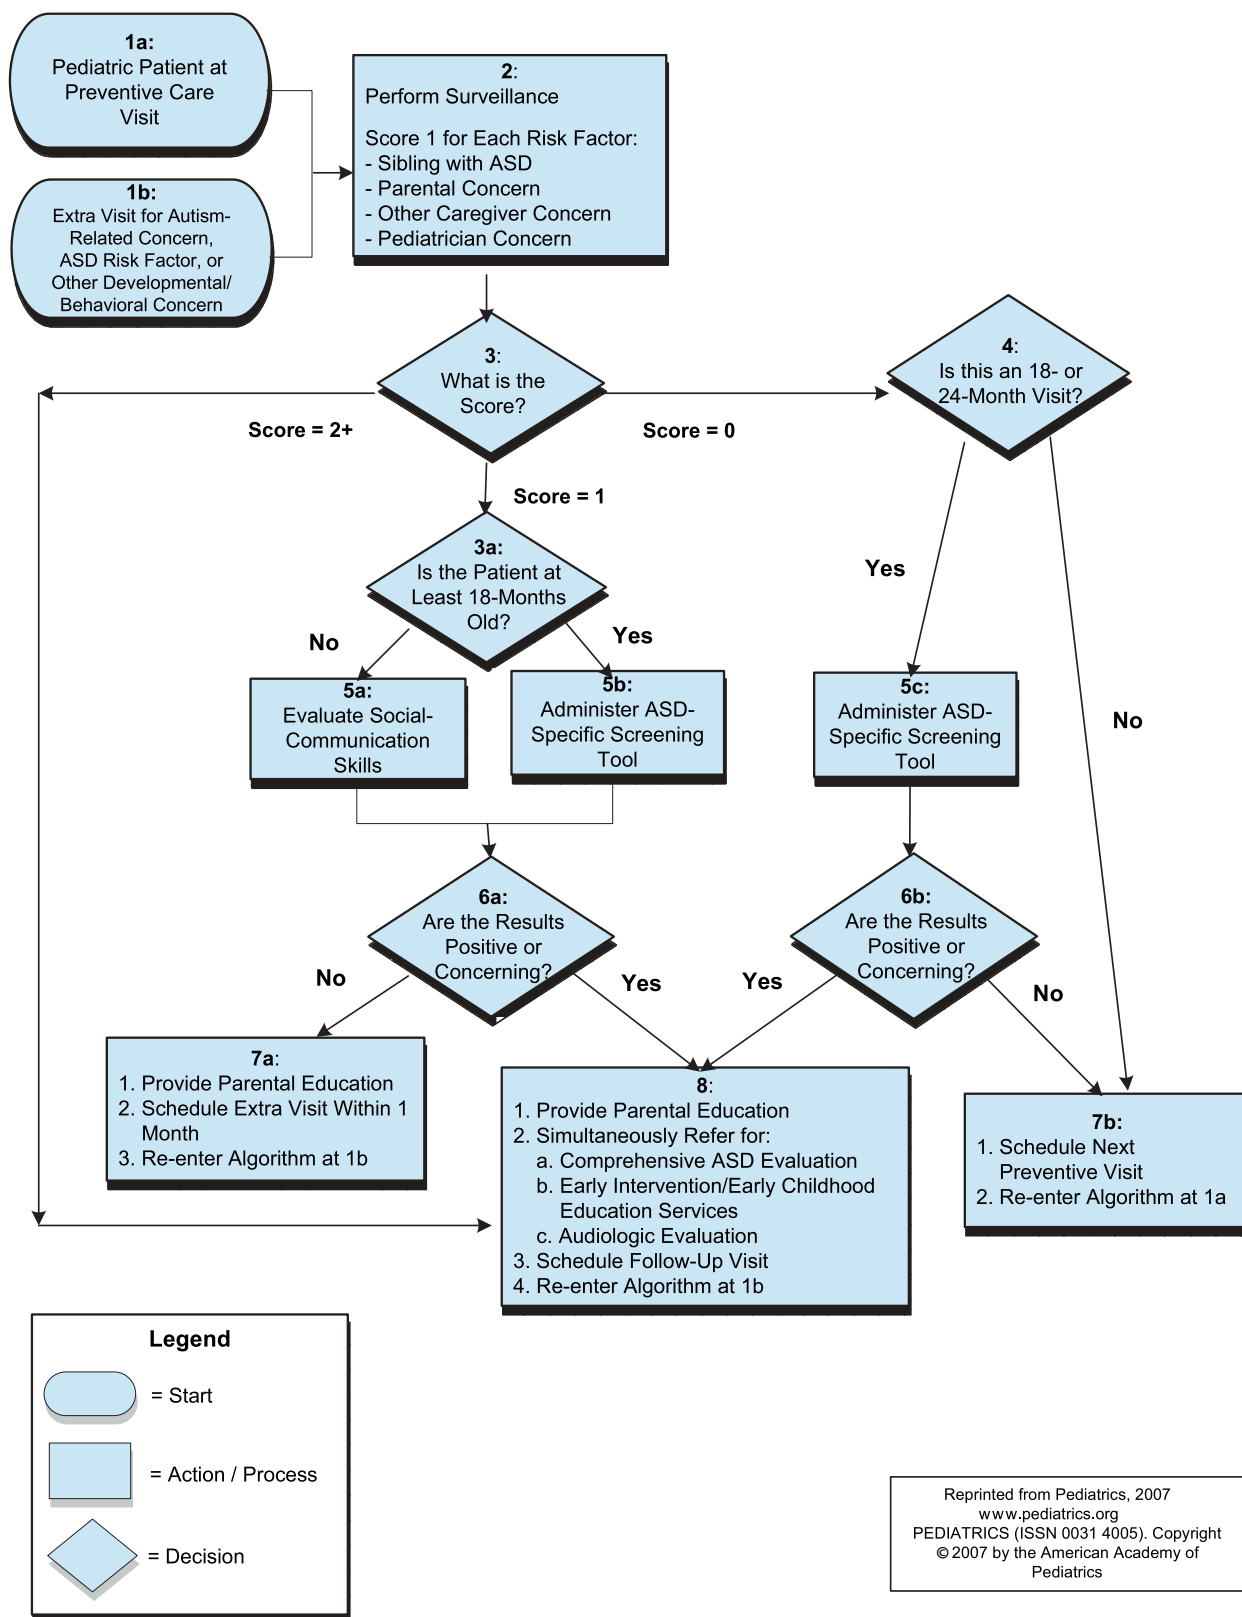 1a:
Pediatric Patient at
Preventive Care
Visit
1b:
Extra Visit for Autism-
Related Concern,
ASD Risk Factor, or
Other Developmental/
Behavioral Concern
2:
Perform Surveillance
Score 1 for Each Risk Factor:
- Sibling with ASD
- Parental Concern
- Other Caregiver Concern
- Pediatrician Concern
3:
What is the
Score?
Score = 2+
Score = 0
Score = 1
4:
Is this an 18- or
24-Month Visit?
3a:
Is the Patient at
Least 18-Months
Old?
No
Yes
Yes
No
5a:
Evaluate Social-
Communication
Skills
5b:
Administer ASD-
Specific Screening
Tool
5c:
Administer ASD-
Specific Screening
Tool
6a:
Are the Results
Positive or
Concerning?
No
Yes
6b:
Are the Results
Positive or
Concerning?
Yes
No
7a:
1. Provide Parental Education
2. Schedule Extra Visit Within 1
Month
3. Re-enter Algorithm at 1b
8:
1. Provide Parental Education
2. Simultaneously Refer for:
a. Comprehensive ASD Evaluation
b. Early Intervention/Early Childhood
Education Services
c. Audiologic Evaluation
3. Schedule Follow-Up Visit
4. Re-enter Algorithm at 1b
7b:
1. Schedule Next
Preventive Visit
2. Re-enter Algorithm at 1a
Legend
= Start
= Action / Process
= Decision
Reprinted from Pediatrics, 2007
www.pediatrics.org
PEDIATRICS (ISSN 0031 4005). Copyright
© 2007 by the American Academy of
Pediatrics